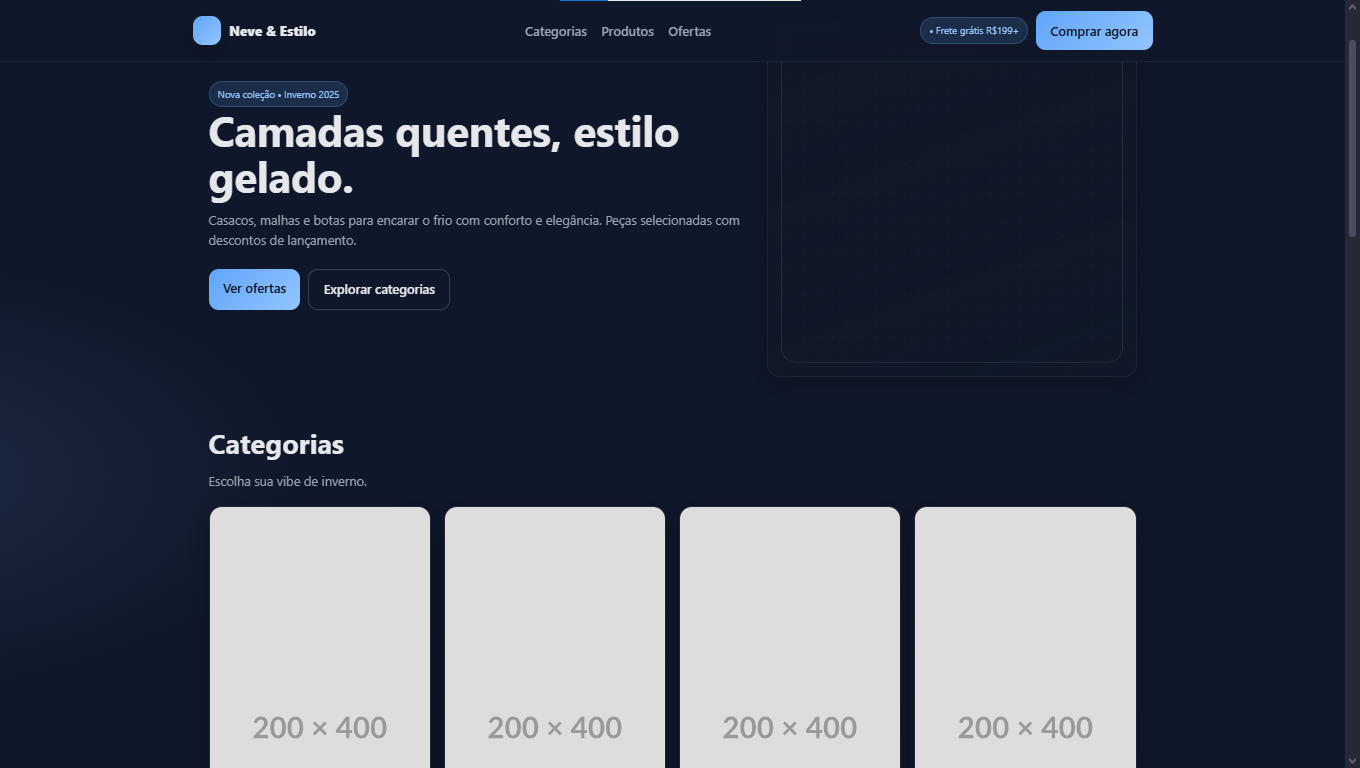 Neve & Estilo
Categorias Produtos Ofertas
• Frete grátis R$199+
Comprar agora
Nova coleção • Inverno 2025
Camadas quentes, estilo
gelado.
Casacos, malhas e botas para encarar o frio com conforto e elegância. Peças selecionadas com
descontos de lançamento.
Ver ofertas
Explorar categorias
Categorias
Escolha sua vibe de inverno.
200 × 400
200 × 400
200 × 400
200 × 400